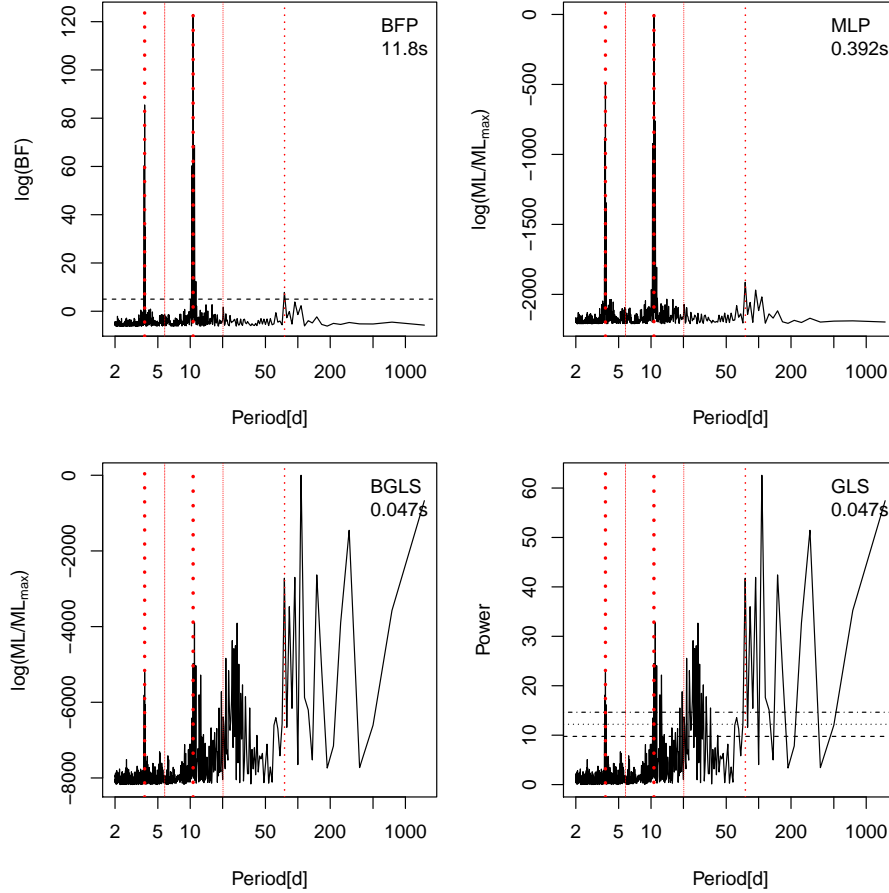 BFP
11.8s
log(BF)
120
100
80
60
40
20
0
2 5 10 50 200 1000
Period[d]
MLP
0.392s
log(ML/MLmax)
0
−500
−1000
−1500
−2000
2 5 10 50 200 1000
Period[d]
BGLS
0.047s
log(ML/MLmax)
0
−2000
−4000
−6000
−8000
2 5 10 50 200 1000
Period[d]
GLS
0.047s
Power
60
50
40
30
20
10
0
2 5 10 50 200 1000
Period[d]